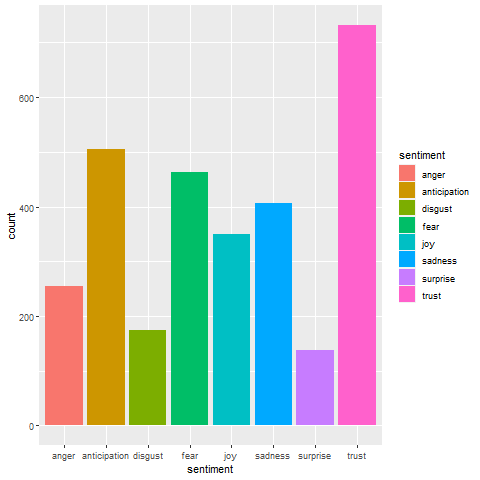 600
400
200
0
count
anger anticipation disgust fear joy sadness surprise trust
sentiment
sentiment
anger
anticipation
disgust
fear
joy
sadness
surprise
trust